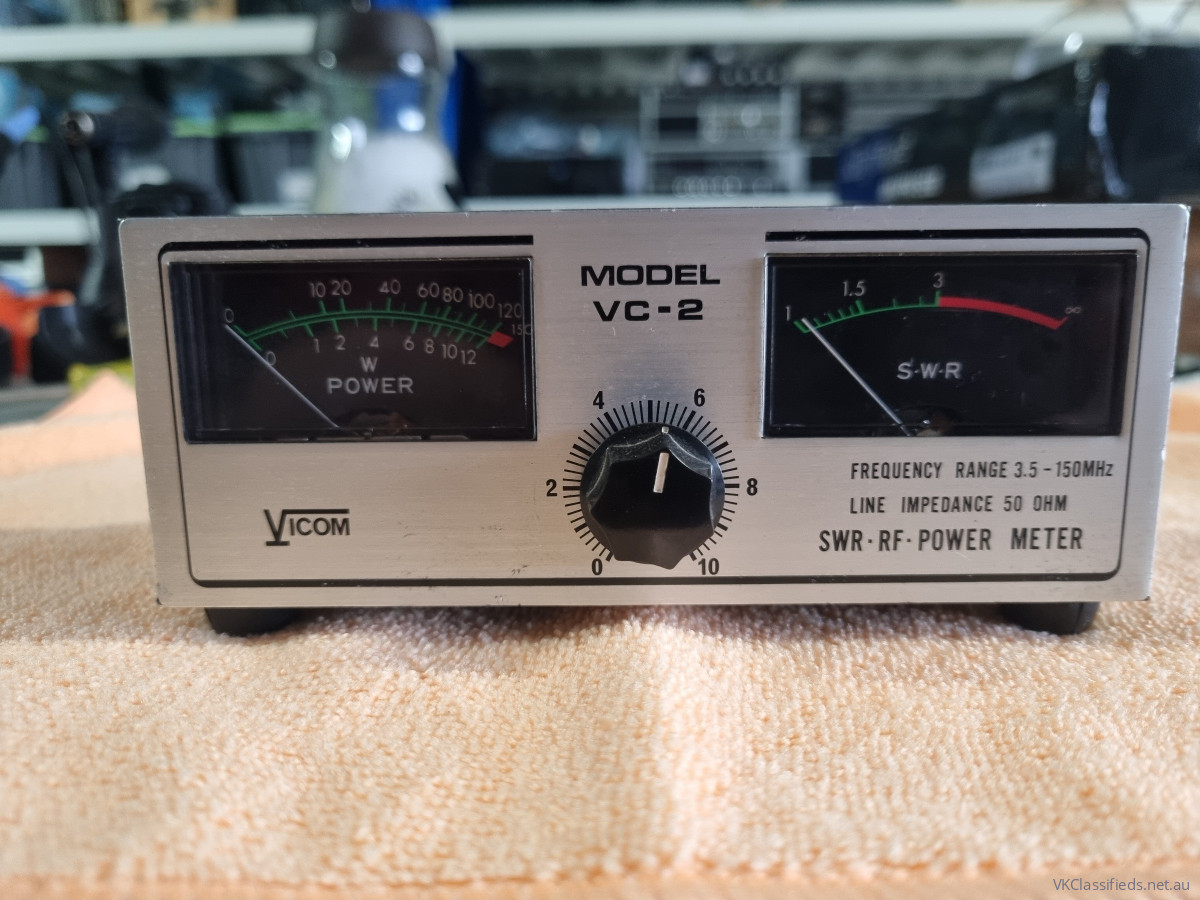 MODEL
VC-2
0 10 20 40 60 80 100 120
150
0 1 2 4 6 8 10 12
W
POWER
1 1.5 3 ∞
S·W·R
4 6
2 8
0 10
FREQUENCY RANGE 3.5 - 150MHz
LINE IMPEDANCE 50 OHM
SWR·RF·POWER METER
VICOM
VKClassifieds.net.au